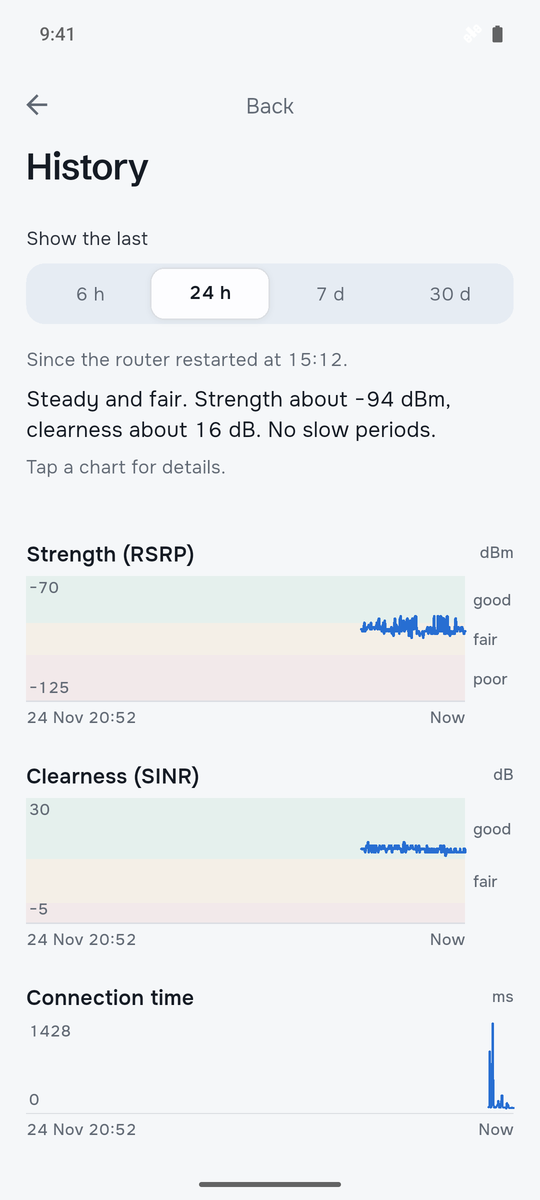 9:41
Back
History
Show the last
6 h
24 h
7 d
30 d
Since the router restarted at 15:12.
Steady and fair. Strength about -94 dBm,
clearness about 16 dB. No slow periods.
Tap a chart for details.
Strength (RSRP)
dBm
-70
good
fair
poor
-125
24 Nov 20:52
Now
Clearness (SINR)
dB
30
good
fair
-5
24 Nov 20:52
Now
Connection time
ms
1428
0
24 Nov 20:52
Now